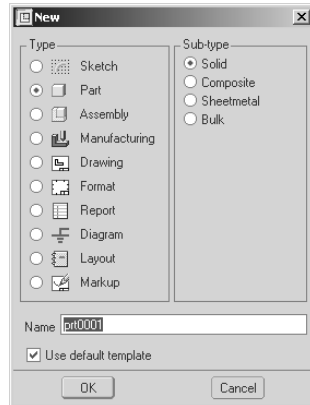 New
Type
Sketch
Part
Assembly
Manufacturing
Drawing
Format
Report
Diagram
Layout
Markup
Sub-type
Solid
Composite
Sheetmetal
Bulk
Name prt0001
Use default template
OK Cancel